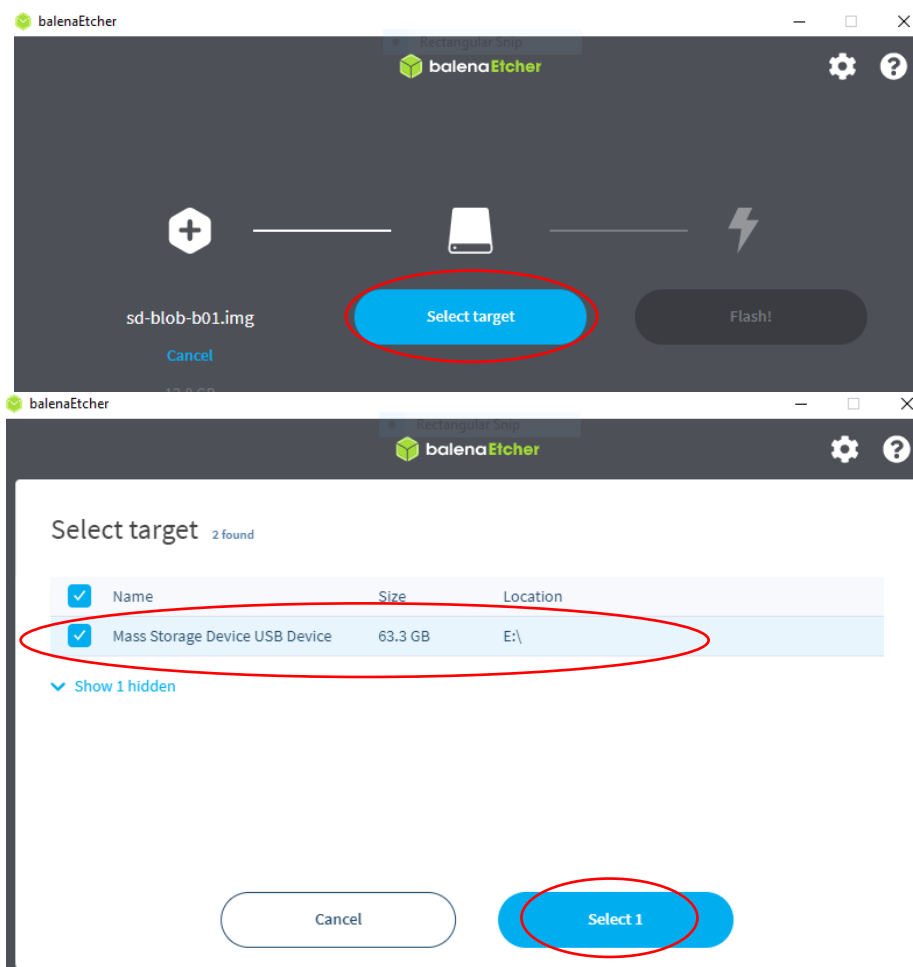 balenaEtcher
Rectangular Snip
balenaEtcher
sd-blob-b01.img
Select target
Flash!
Cancel
balenaEtcher
Rectangular Snip
balenaEtcher
Select target 2 found
Name Size Location
Mass Storage Device USB Device 63.3 GB E:\
Show 1 hidden
Cancel
Select 1